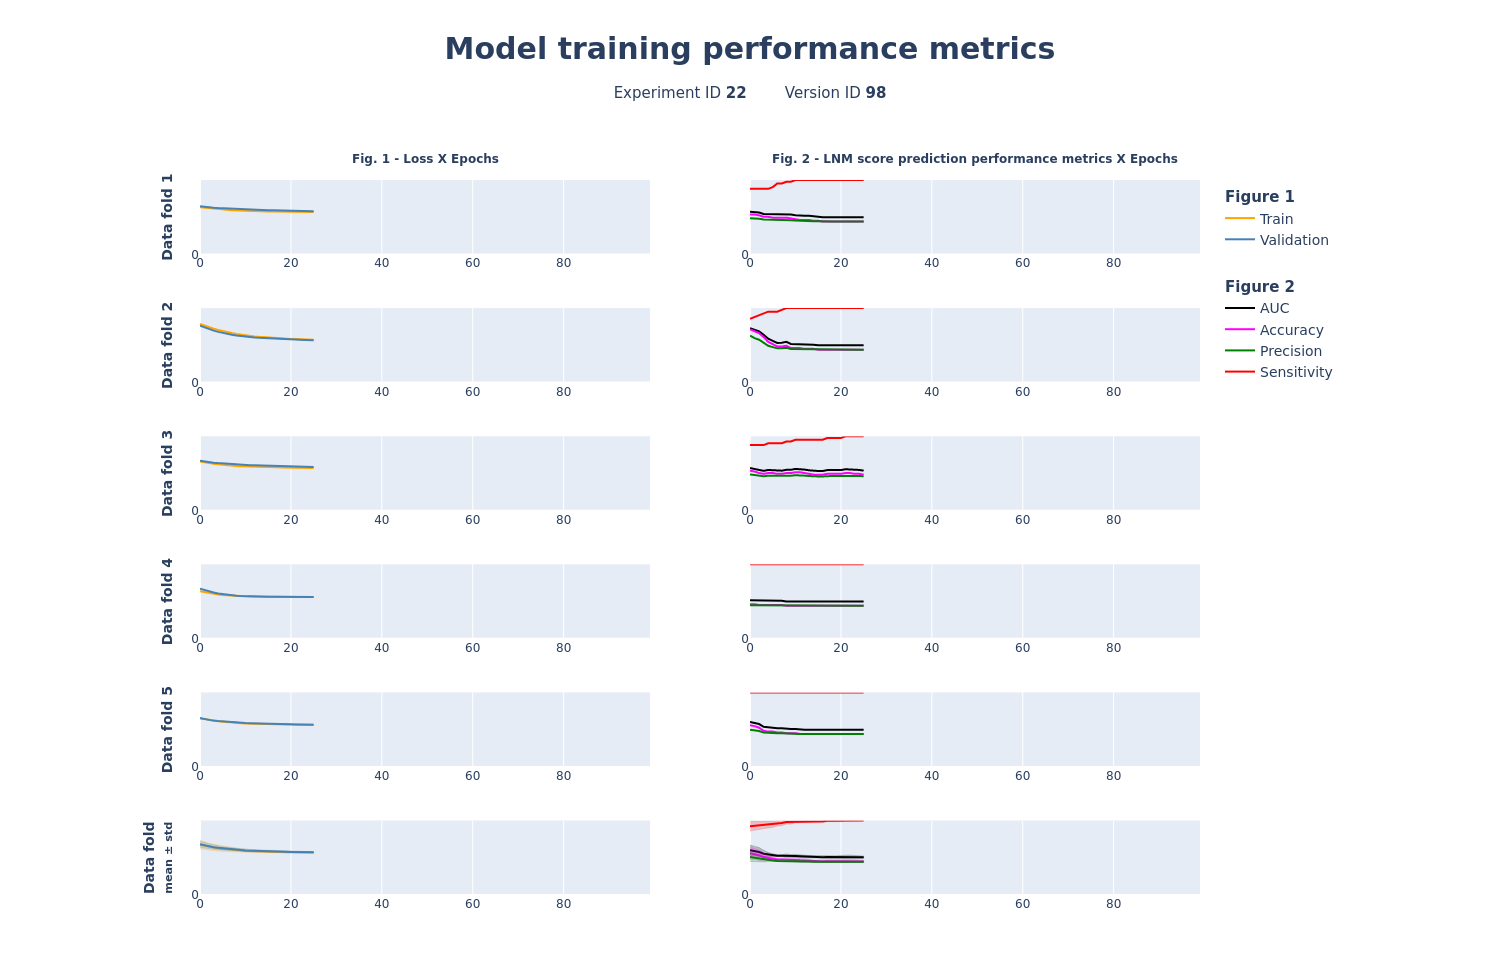 Model training performance metrics
Experiment ID 22 Version ID 98
Fig. 1 - Loss X Epochs
Fig. 2 - LNM score prediction performance metrics X Epochs
Data fold 1
0
0 20 40 60 80
0
0 20 40 60 80
Figure 1
Train
Validation
Figure 2
AUC
Accuracy
Precision
Sensitivity
Data fold 2
0
0 20 40 60 80
0
0 20 40 60 80
Data fold 3
0
0 20 40 60 80
0
0 20 40 60 80
Data fold 4
0
0 20 40 60 80
0
0 20 40 60 80
Data fold 5
0
0 20 40 60 80
0
0 20 40 60 80
Data fold
mean ± std
0
0 20 40 60 80
0
0 20 40 60 80